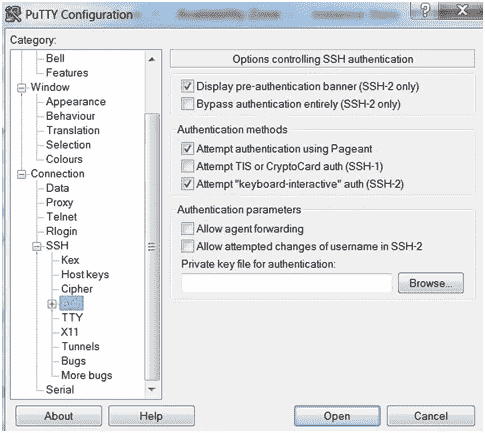 PuTTY Configuration
Category:
Bell
Features
Window
Appearance
Behaviour
Translation
Selection
Colours
Connection
Data
Proxy
Telnet
Rlogin
SSH
Kex
Host keys
Cipher
TTY
X11
Tunnels
Bugs
More bugs
Serial
Options controlling SSH authentication
Display pre-authentication banner (SSH-2 only)
Bypass authentication entirely (SSH-2 only)
Authentication methods
Attempt authentication using Pageant
Attempt TIS or CryptoCard auth (SSH-1)
Attempt "keyboard-interactive" auth (SSH-2)
Authentication parameters
Allow agent forwarding
Allow attempted changes of username in SSH-2
Private key file for authentication:
Browse...
About
Help
Open
Cancel